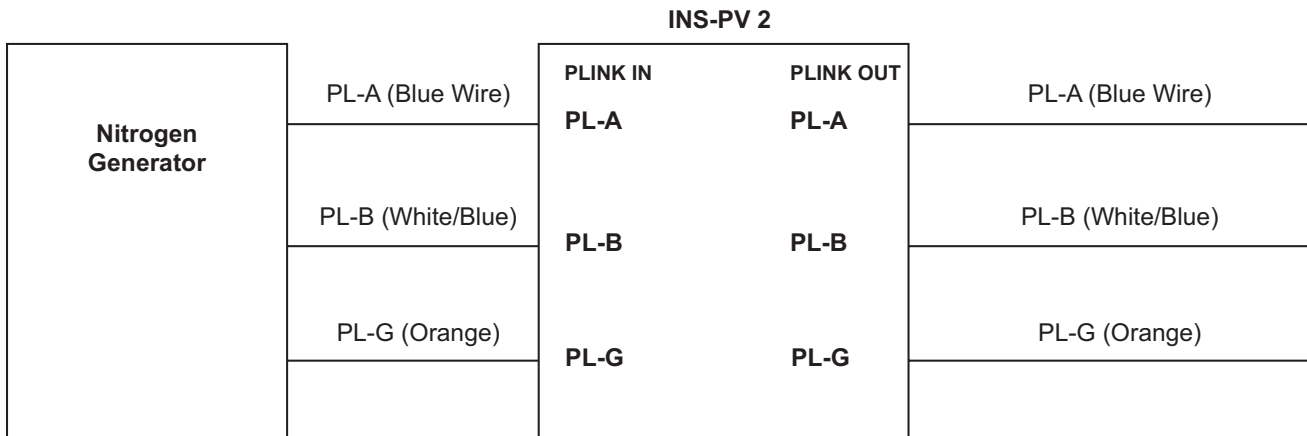 INS-PV 2
PLINK IN
PLINK OUT
PL-A (Blue Wire)
PL-A (Blue Wire)
PL-A
PL-A
Nitrogen
Generator
PL-B (White/Blue)
PL-B (White/Blue)
PL-B
PL-B
PL-G (Orange)
PL-G (Orange)
PL-G
PL-G